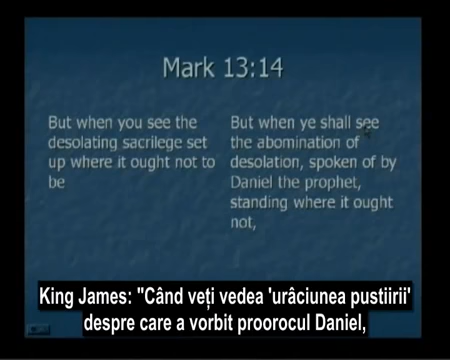 Mark 13:14
But when you see the
desolating sacrilege set
up where it ought not to
be
But when ye shall see
the abomination of
desolation, spoken of by
Daniel the prophet,
standing where it ought
not,
King James: "Când veți vedea 'urâciunea pustiirii'
despre care a vorbit proorocul Daniel,